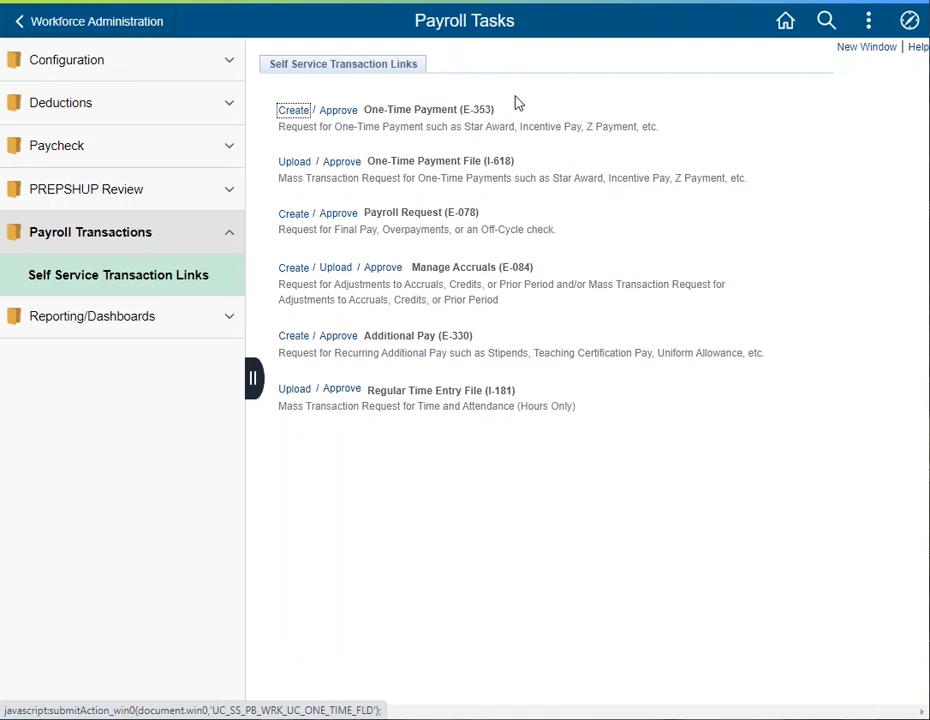 Workforce Administration
Payroll Tasks
New Window | Help
Configuration
Deductions
Paycheck
PREPSHUP Review
Payroll Transactions
Self Service Transaction Links
Reporting/Dashboards
Self Service Transaction Links
Create / Approve One-Time Payment (E-353)
Request for One-Time Payment such as Star Award, Incentive Pay, Z Payment, etc.
Upload / Approve One-Time Payment File (I-618)
Mass Transaction Request for One-Time Payments such as Star Award, Incentive Pay, Z Payment, etc.
Create / Approve Payroll Request (E-078)
Request for Final Pay, Overpayments, or an Off-Cycle check.
Create / Upload / Approve Manage Accruals (E-084)
Request for Adjustments to Accruals, Credits, or Prior Period and/or Mass Transaction Request for
Adjustments to Accruals, Credits, or Prior Period
Create / Approve Additional Pay (E-330)
Request for Recurring Additional Pay such as Stipends, Teaching Certification Pay, Uniform Allowance, etc.
Upload / Approve Regular Time Entry File (I-181)
Mass Transaction Request for Time and Attendance (Hours Only)
javascript:submitAction_win0(document.win0,'UC_SS_PB_WRK_UC_ONE_TIME_FLD');